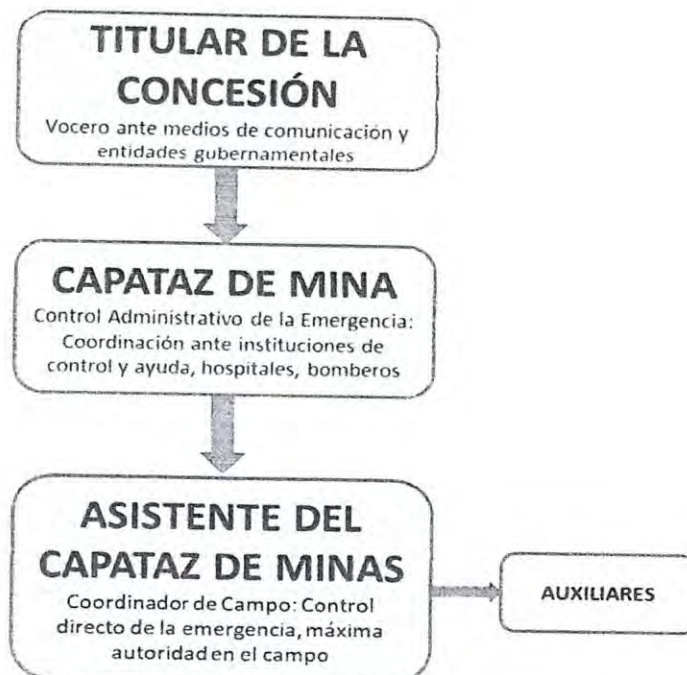 TITULAR DE LA
CONCESIÓN
Vocero ante medios de comunicación y
entidades gubernamentales
CAPATAZ DE MINA
Control Administrativo de la Emergencia:
Coordinación ante instituciones de
control y ayuda, hospitales, bomberos
ASISTENTE DEL
CAPATAZ DE MINAS
Coordinador de Campo: Control
directo de la emergencia, máxima
autoridad en el campo
AUXILIARES